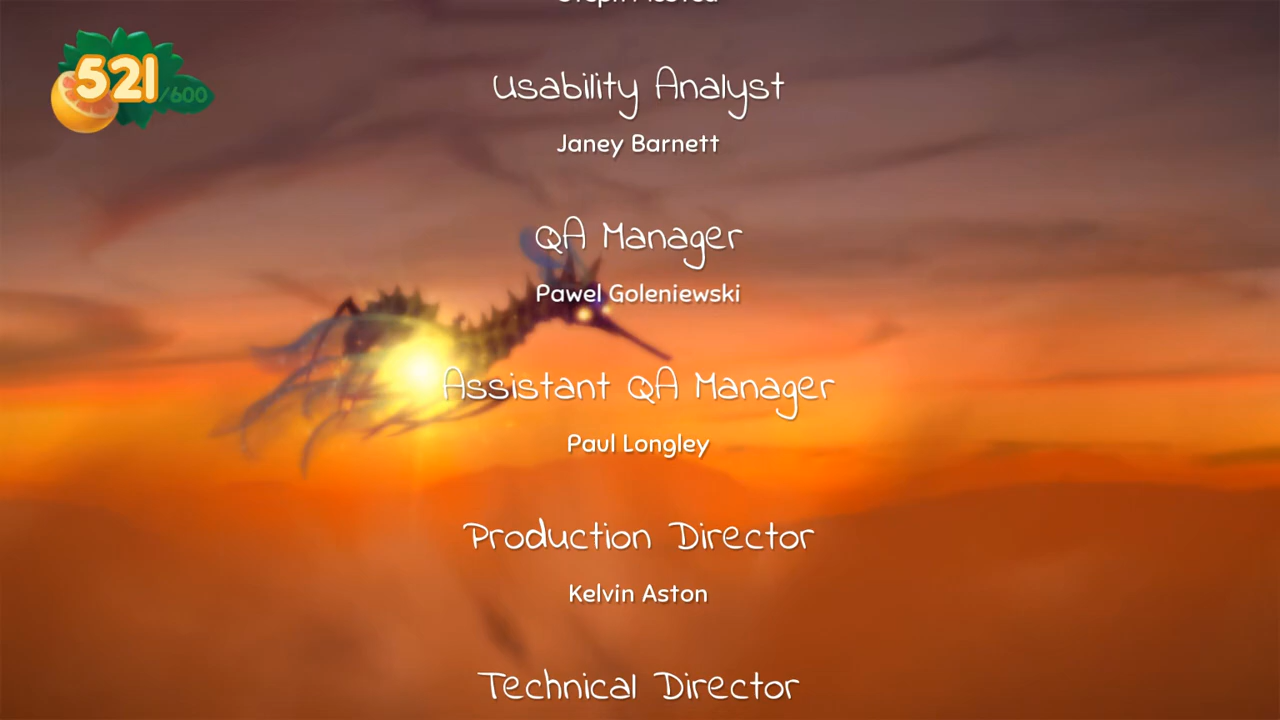 521/600
Usability Analyst
Janey Barnett
QA Manager
Pawel Goleniewski
Assistant QA Manager
Paul Longley
Production Director
Kelvin Aston
Technical Director